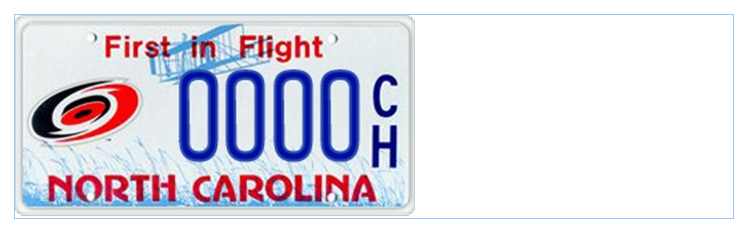 First in Flight
0000 CH
NORTH CAROLINA